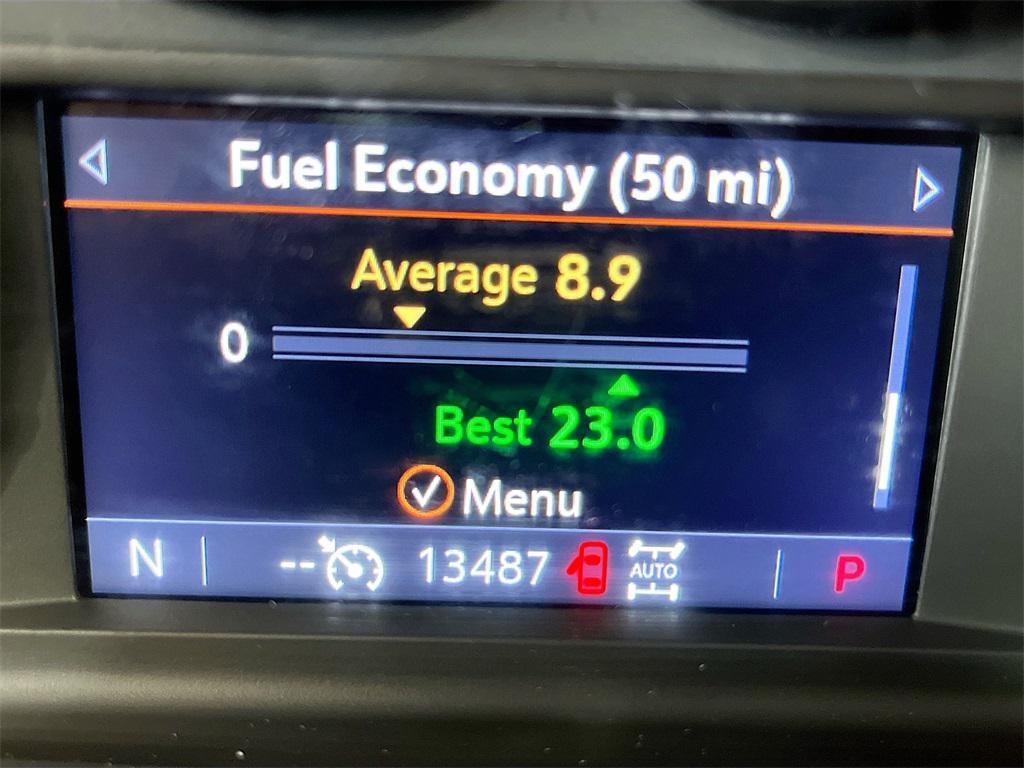 Fuel Economy (50 mi)
Average 8.9
0
Best 23.0
Menu
N -- 13487 AUTO P